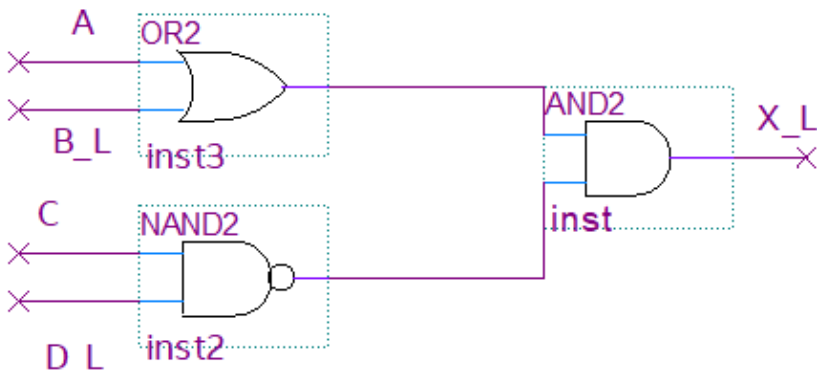 A
OR2
B_L
inst3
AND2
X_L
inst
C
NAND2
D_L
inst2